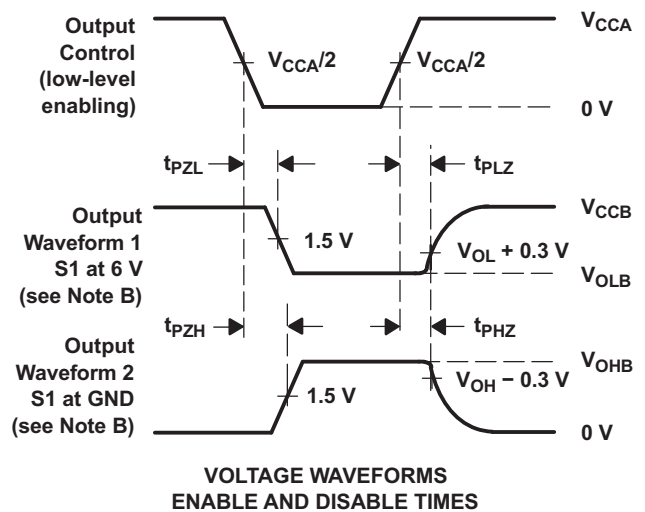 Output
Control
(low-level
enabling)
VCCA/2
VCCA/2
VCCA
0 V
tPZL
tPLZ
Output
Waveform 1
S1 at 6 V
(see Note B)
1.5 V
VCCB
VOL + 0.3 V
VOLB
tPZH
tPHZ
Output
Waveform 2
S1 at GND
(see Note B)
1.5 V
VOHB
VOH − 0.3 V
0 V
VOLTAGE WAVEFORMS
ENABLE AND DISABLE TIMES